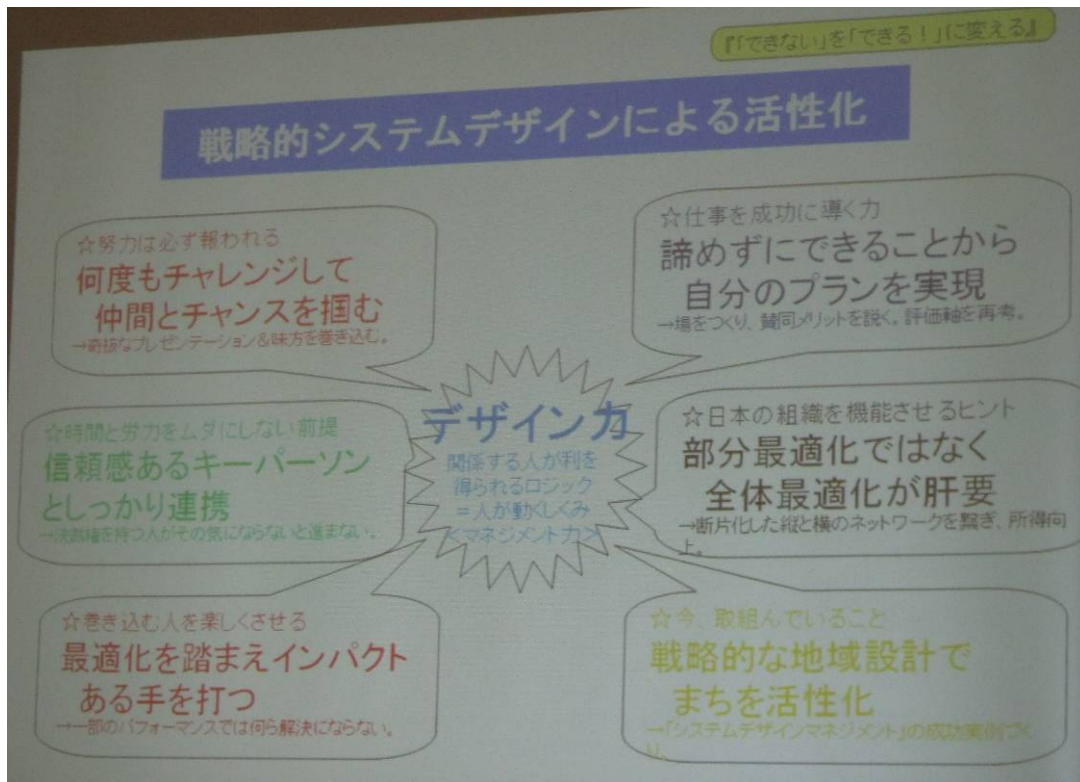 『「できない」を「できる！」に変える』
戦略的システムデザインによる活性化
☆努力は必ず報われる
何度もチャレンジして
仲間とチャンスを掴む
→奇抜なプレゼンテーション＆味方を巻き込む。
☆仕事を成功に導く力
諦めずにできることから
自分のプランを実現
→場をつくり、賛同メリットを説く。評価軸を再考。
☆時間と労力をムダにしない前提
信頼感あるキーパーソン
としっかり連携
→決裁権を持つ人がその気にならないと進まない。
デザイン力
関係する人が利を
得られるロジック
＝人が動くしくみ
＜マネジメント力＞
☆日本の組織を機能させるヒント
部分最適化ではなく
全体最適化が肝要
→断片化した縦と横のネットワークを繋ぎ、所得向
上。
☆巻き込む人を楽しくさせる
最適化を踏まえインパクト
ある手を打つ
→一部のパフォーマンスでは何ら解決にならない。
☆今、取組んでいること
戦略的な地域設計で
まちを活性化
→「システムデザインマネジメント」の成功実例づく
り。